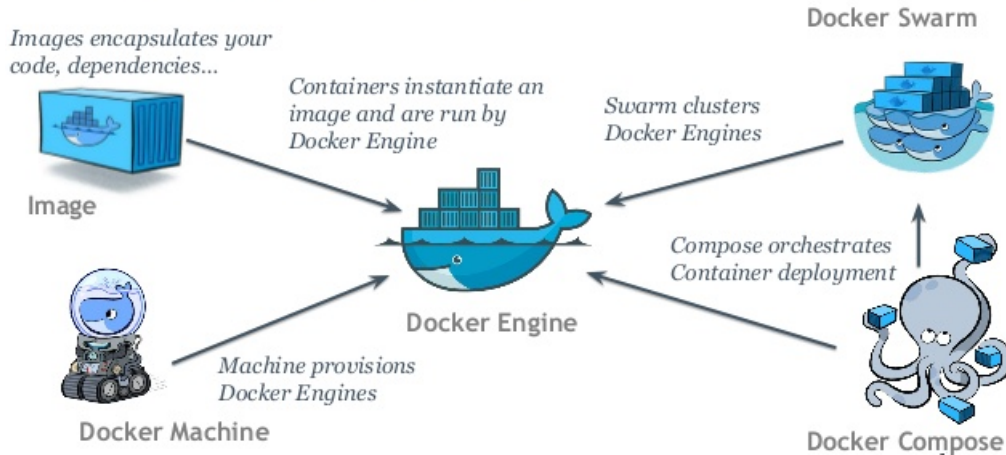 Docker Swarm
Images encapsulates your
code, dependencies...
Containers instantiate an
image and are run by
Docker Engine
Swarm clusters
Docker Engines
Image
Compose orchestrates
Container deployment
Docker Engine
Machine provisions
Docker Engines
Docker Machine
Docker Compose